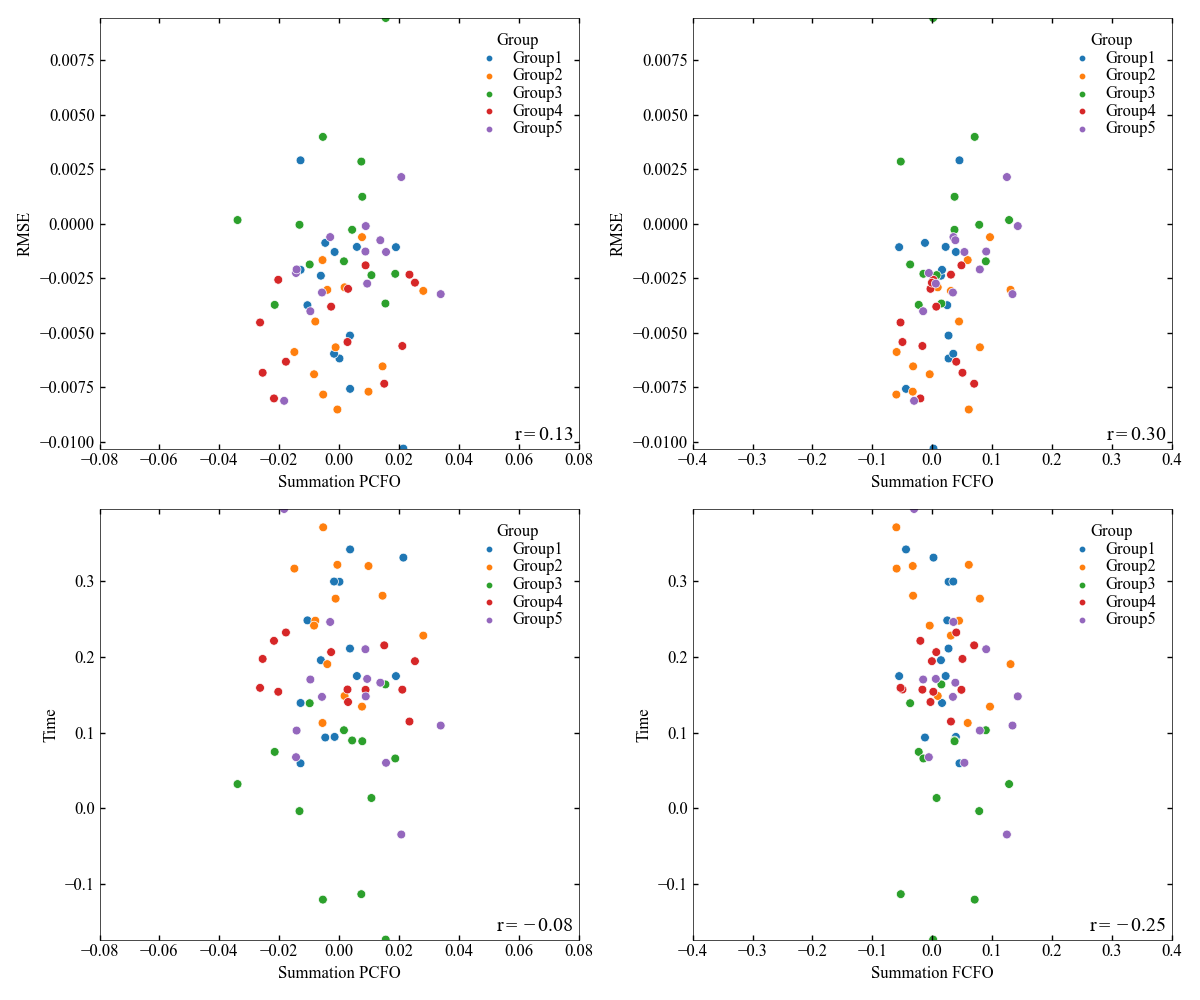 Group
Group1
Group2
Group3
Group4
Group5
0.0075
0.0050
0.0025
0.0000
−0.0025
−0.0050
−0.0075
−0.0100
RMSE
r = 0.13
−0.08 −0.06 −0.04 −0.02 0.00 0.02 0.04 0.06 0.08
Summation PCFO
Group
Group1
Group2
Group3
Group4
Group5
0.0075
0.0050
0.0025
0.0000
−0.0025
−0.0050
−0.0075
−0.0100
RMSE
r = 0.30
−0.4 −0.3 −0.2 −0.1 0.0 0.1 0.2 0.3 0.4
Summation FCFO
Group
Group1
Group2
Group3
Group4
Group5
0.3
0.2
0.1
0.0
−0.1
Time
r = −0.08
−0.08 −0.06 −0.04 −0.02 0.00 0.02 0.04 0.06 0.08
Summation PCFO
Group
Group1
Group2
Group3
Group4
Group5
0.3
0.2
0.1
0.0
−0.1
Time
r = −0.25
−0.4 −0.3 −0.2 −0.1 0.0 0.1 0.2 0.3 0.4
Summation FCFO